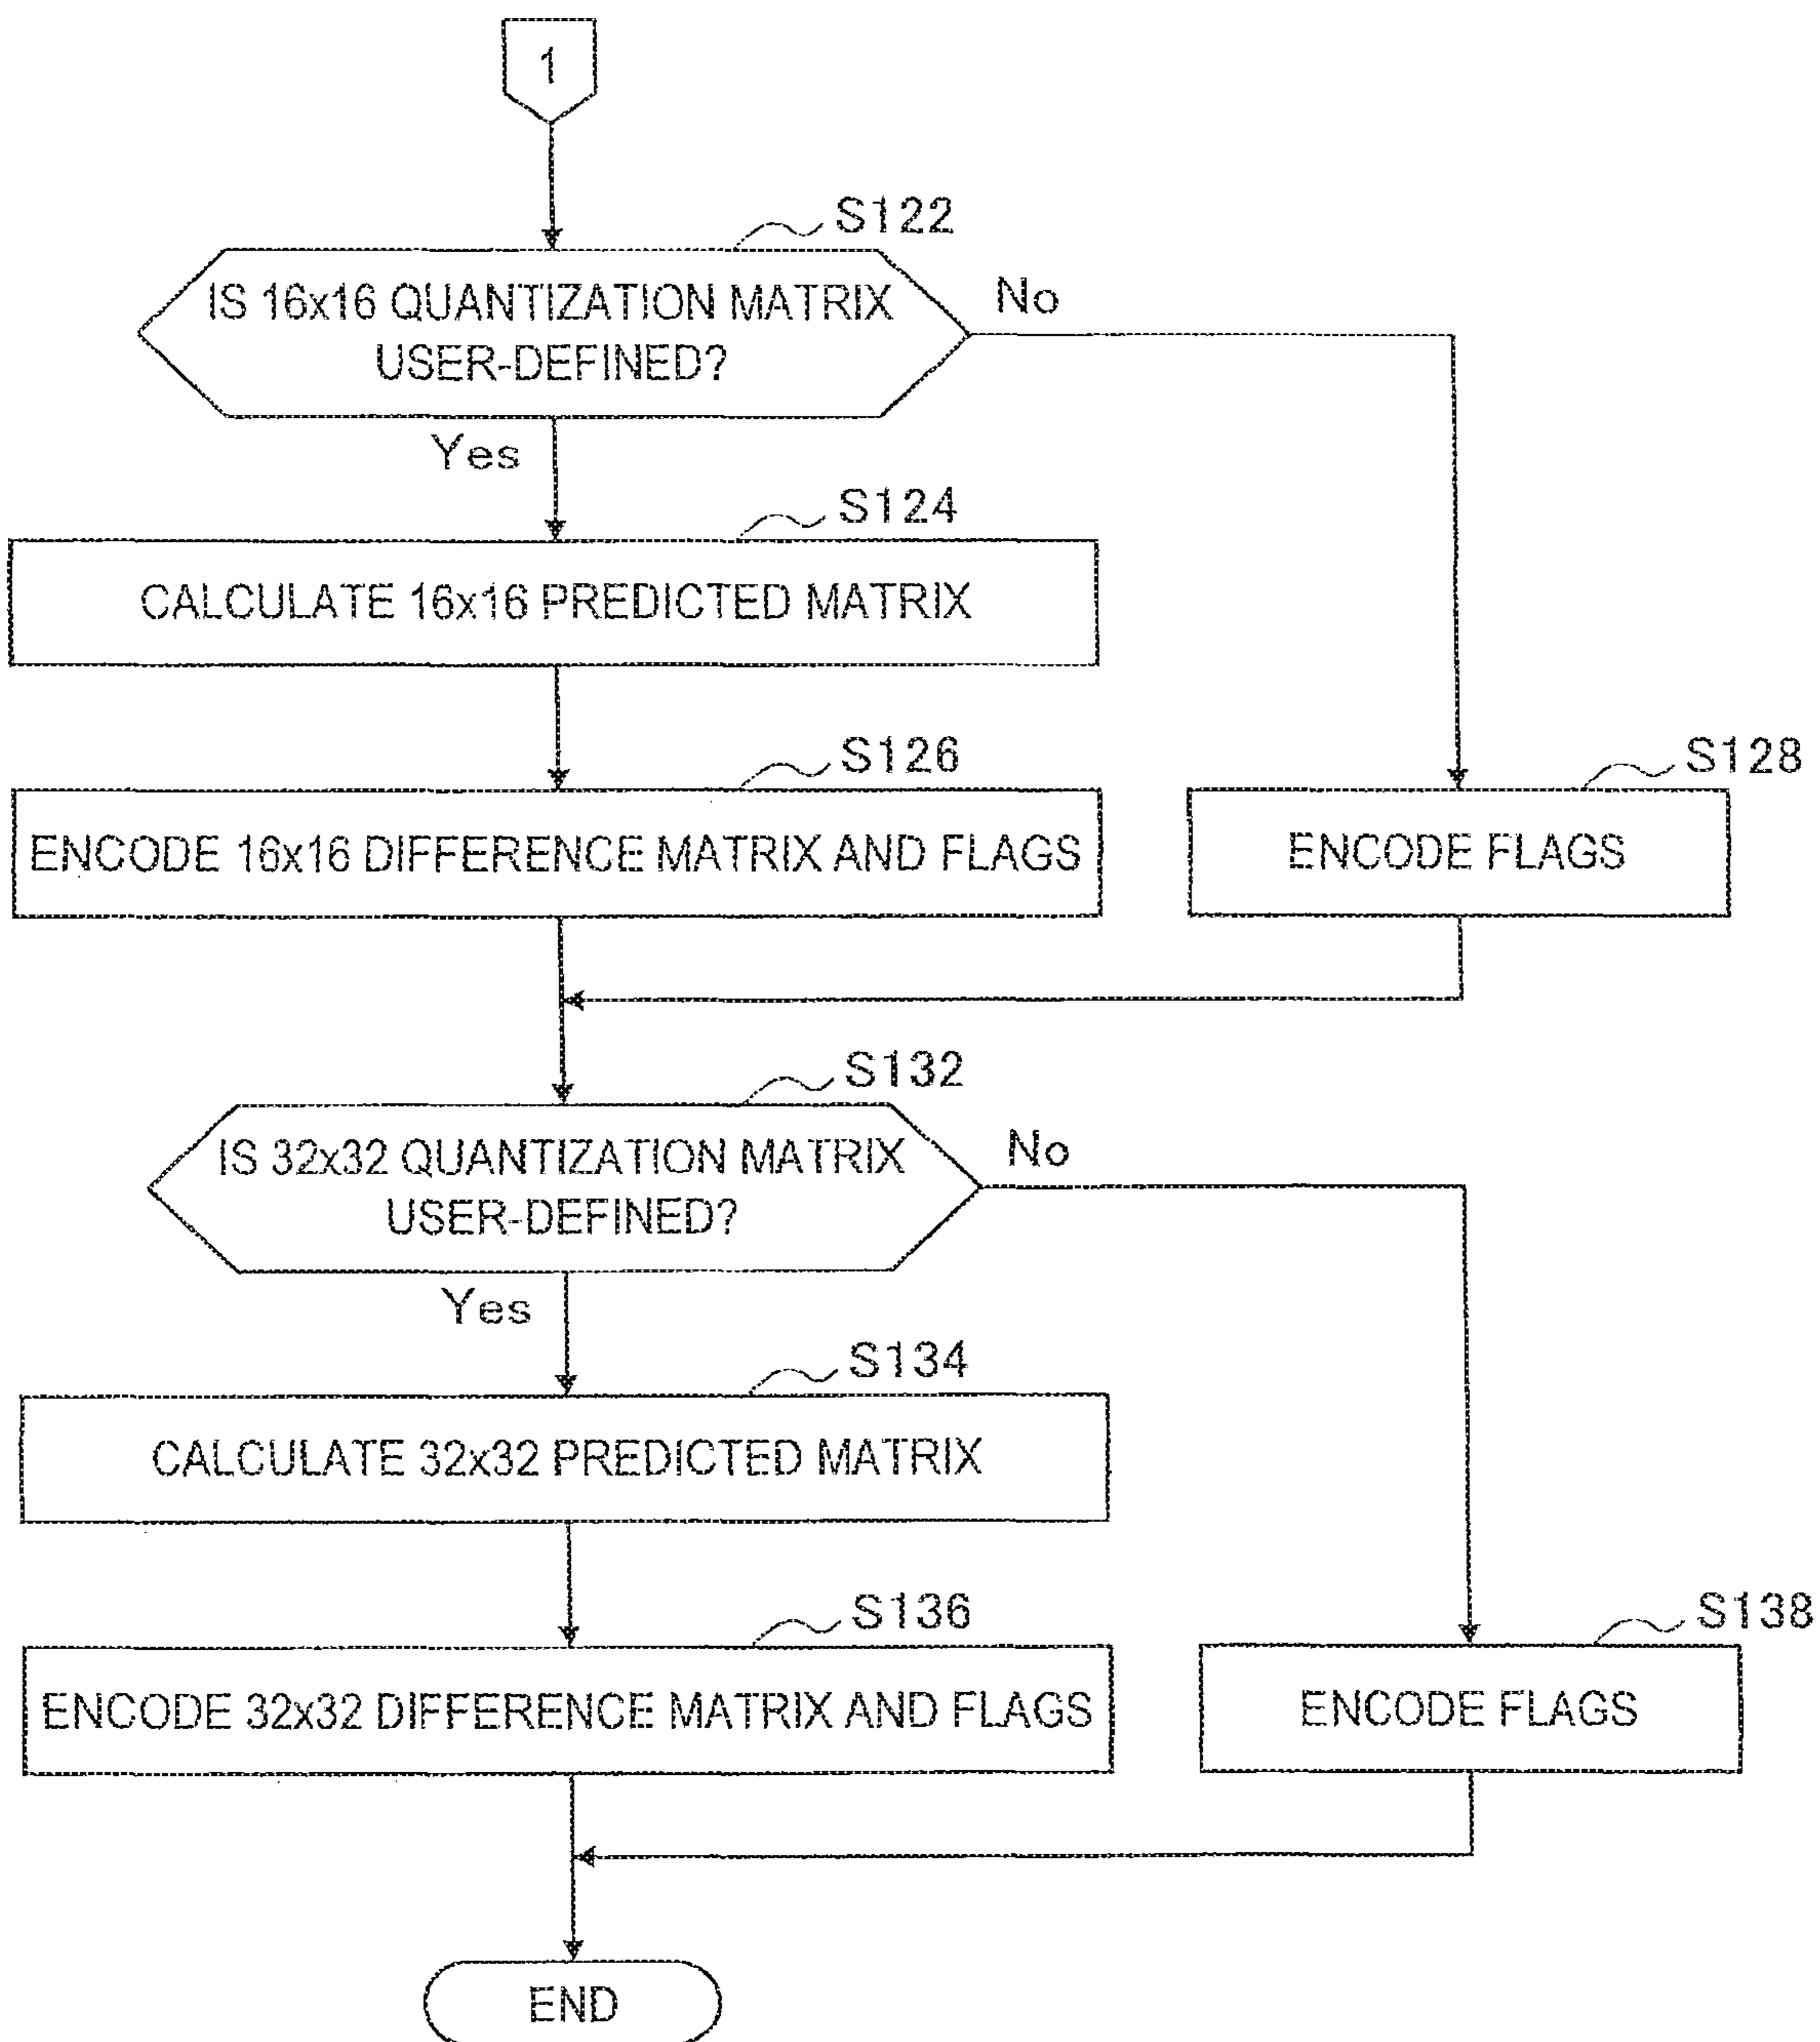 1
S122
IS 16x16 QUANTIZATION MATRIX
USER-DEFINED?
No
Yes
S124
CALCULATE 16x16 PREDICTED MATRIX
S126
ENCODE 16x16 DIFFERENCE MATRIX AND FLAGS
S128
ENCODE FLAGS
S132
IS 32x32 QUANTIZATION MATRIX
USER-DEFINED?
No
Yes
S134
CALCULATE 32x32 PREDICTED MATRIX
S136
ENCODE 32x32 DIFFERENCE MATRIX AND FLAGS
S138
ENCODE FLAGS
END